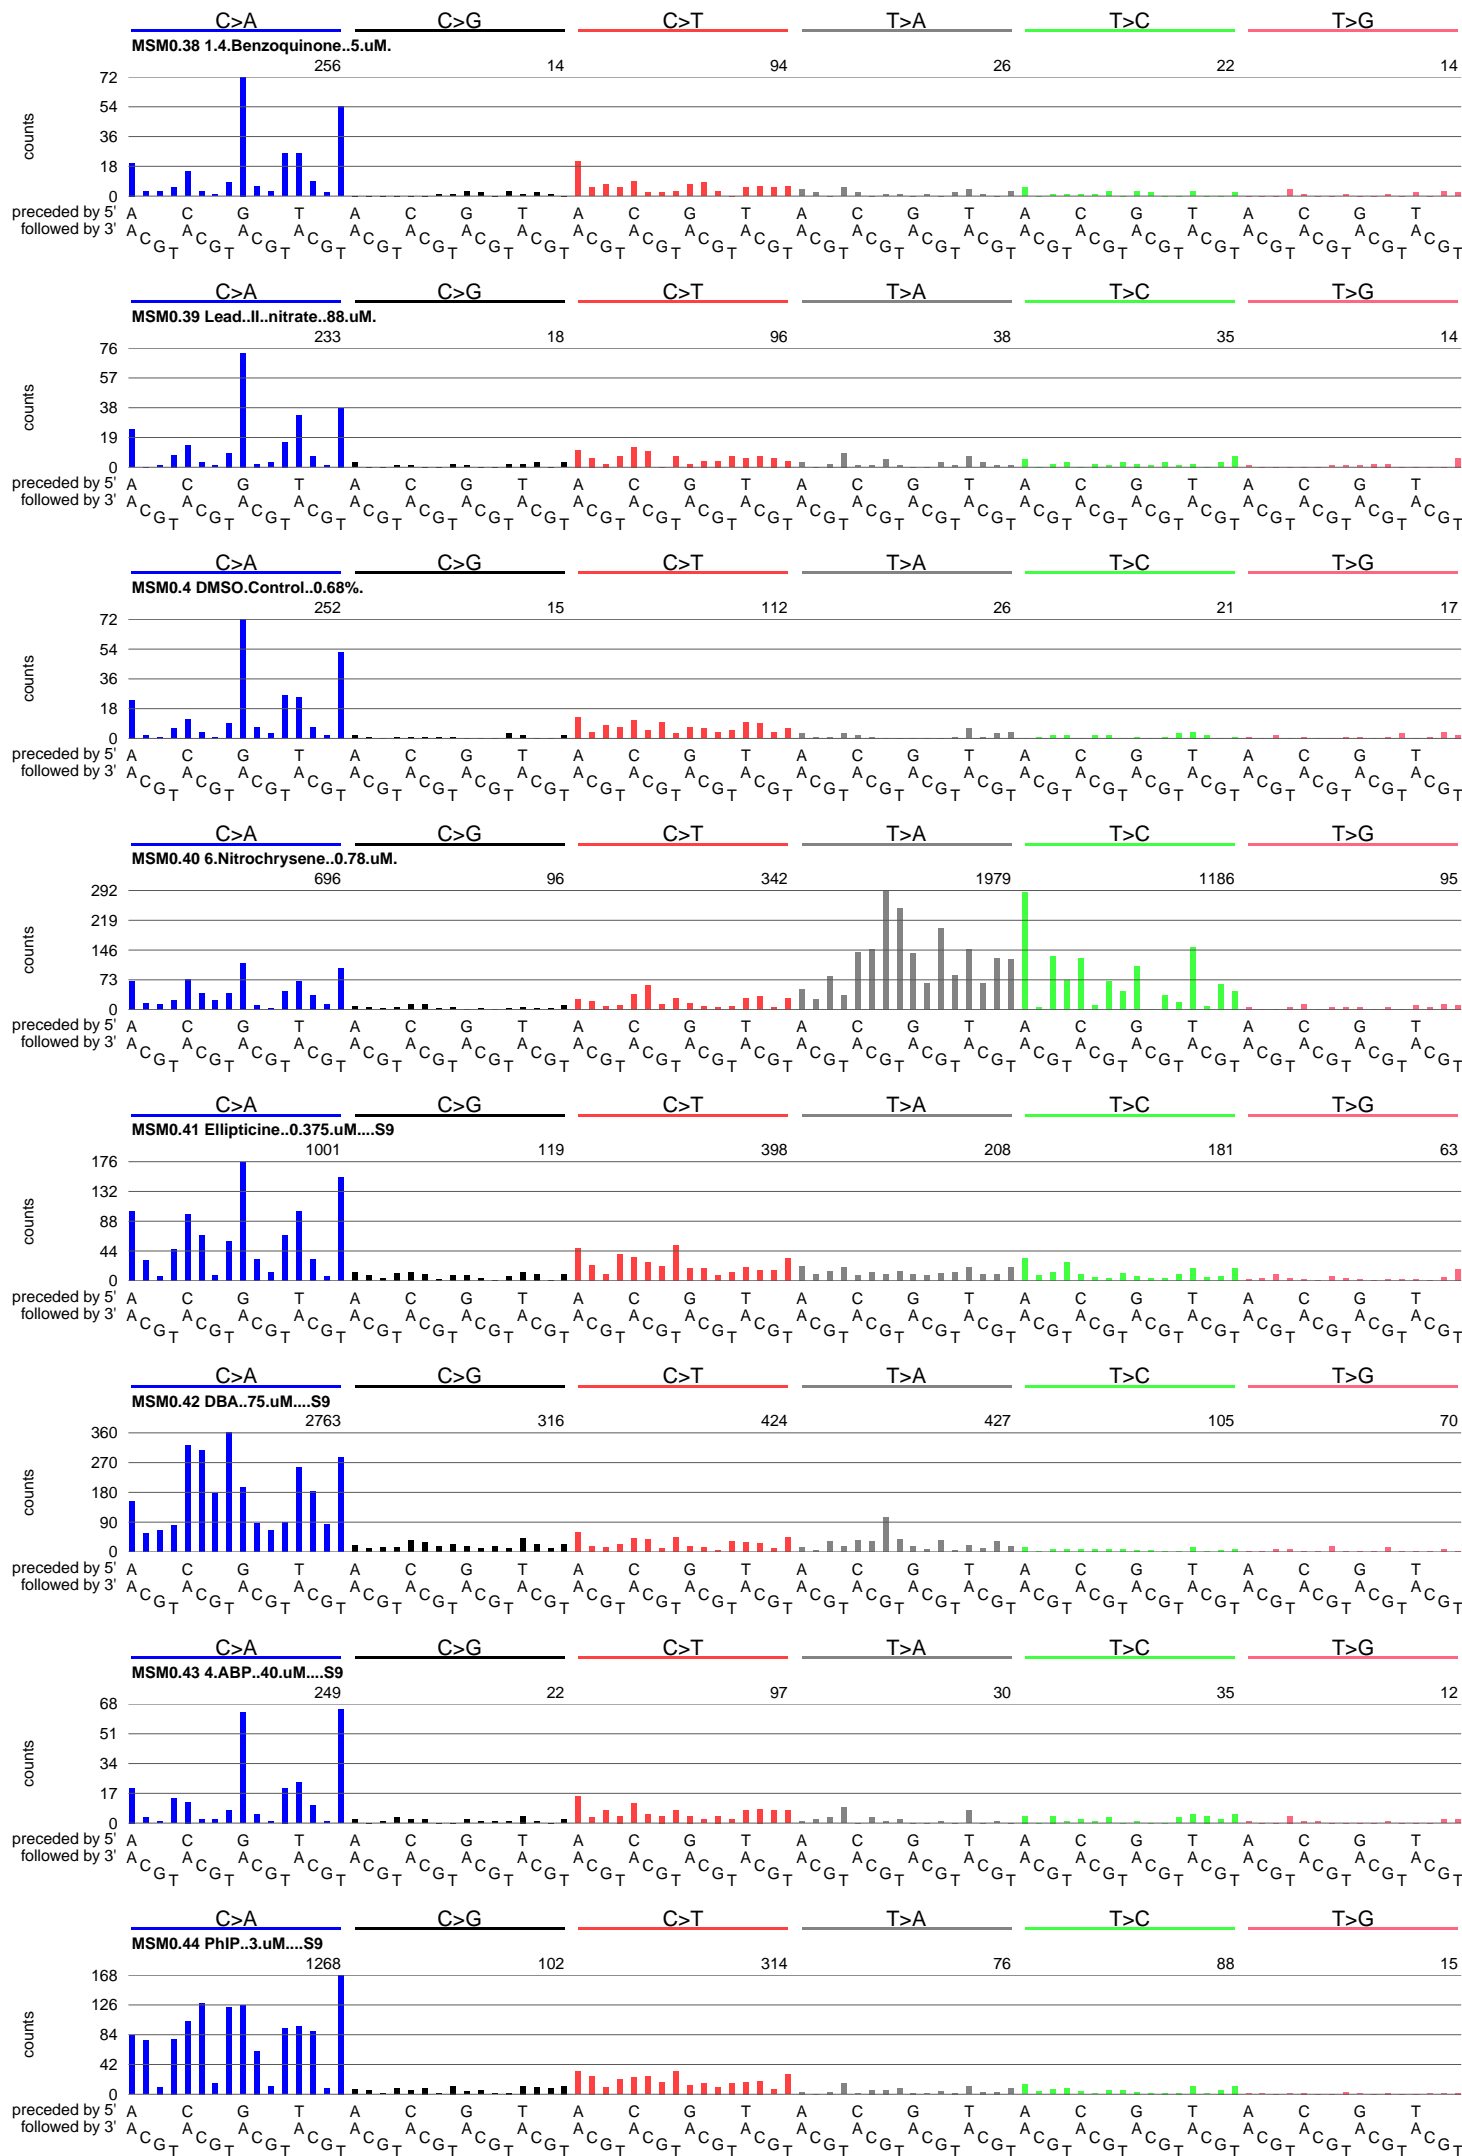 C>A C>G C>T T>A T>C T>G
MSM0.38 1.4.Benzoquinone..5.uM.
256 14 94 26 22 14
72
54
36
18
0
counts
preceded by 5' A C G T A C G T A C G T A C G T A C G T A C G T
followed by 3' A C G T A C G T A C G T A C G T A C G T A C G T A C G T A C G T A C G T A C G T A C G T A C G T A C G T A C G T A C G T A C G T A C G T A C G T A C G T A C G T A C G T A C G T A C G T A C G T
C>A C>G C>T T>A T>C T>G
MSM0.39 Lead..II..nitrate..88.uM.
233 18 96 38 35 14
76
57
38
19
0
counts
preceded by 5' A C G T A C G T A C G T A C G T A C G T A C G T
followed by 3' A C G T A C G T A C G T A C G T A C G T A C G T A C G T A C G T A C G T A C G T A C G T A C G T A C G T A C G T A C G T A C G T A C G T A C G T A C G T A C G T A C G T A C G T A C G T A C G T
C>A C>G C>T T>A T>C T>G
MSM0.4 DMSO.Control..0.68%.
252 15 112 26 21 17
72
54
36
18
0
counts
preceded by 5' A C G T A C G T A C G T A C G T A C G T A C G T
followed by 3' A C G T A C G T A C G T A C G T A C G T A C G T A C G T A C G T A C G T A C G T A C G T A C G T A C G T A C G T A C G T A C G T A C G T A C G T A C G T A C G T A C G T A C G T A C G T A C G T
C>A C>G C>T T>A T>C T>G
MSM0.40 6.Nitrochrysene..0.78.uM.
696 96 342 1979 1186 95
292
219
146
73
0
counts
preceded by 5' A C G T A C G T A C G T A C G T A C G T A C G T
followed by 3' A C G T A C G T A C G T A C G T A C G T A C G T A C G T A C G T A C G T A C G T A C G T A C G T A C G T A C G T A C G T A C G T A C G T A C G T A C G T A C G T A C G T A C G T A C G T A C G T
C>A C>G C>T T>A T>C T>G
MSM0.41 Ellipticine..0.375.uM....S9
1001 119 398 208 181 63
176
132
88
44
0
counts
preceded by 5' A C G T A C G T A C G T A C G T A C G T A C G T
followed by 3' A C G T A C G T A C G T A C G T A C G T A C G T A C G T A C G T A C G T A C G T A C G T A C G T A C G T A C G T A C G T A C G T A C G T A C G T A C G T A C G T A C G T A C G T A C G T A C G T
C>A C>G C>T T>A T>C T>G
MSM0.42 DBA..75.uM....S9
2763 316 424 427 105 70
360
270
180
90
0
counts
preceded by 5' A C G T A C G T A C G T A C G T A C G T A C G T
followed by 3' A C G T A C G T A C G T A C G T A C G T A C G T A C G T A C G T A C G T A C G T A C G T A C G T A C G T A C G T A C G T A C G T A C G T A C G T A C G T A C G T A C G T A C G T A C G T A C G T
C>A C>G C>T T>A T>C T>G
MSM0.43 4.ABP..40.uM....S9
249 22 97 30 35 12
68
51
34
17
0
counts
preceded by 5' A C G T A C G T A C G T A C G T A C G T A C G T
followed by 3' A C G T A C G T A C G T A C G T A C G T A C G T A C G T A C G T A C G T A C G T A C G T A C G T A C G T A C G T A C G T A C G T A C G T A C G T A C G T A C G T A C G T A C G T A C G T A C G T
C>A C>G C>T T>A T>C T>G
MSM0.44 PhIP..3.uM....S9
1268 102 314 76 88 15
168
126
84
42
0
counts
preceded by 5' A C G T A C G T A C G T A C G T A C G T A C G T
followed by 3' A C G T A C G T A C G T A C G T A C G T A C G T A C G T A C G T A C G T A C G T A C G T A C G T A C G T A C G T A C G T A C G T A C G T A C G T A C G T A C G T A C G T A C G T A C G T A C G T